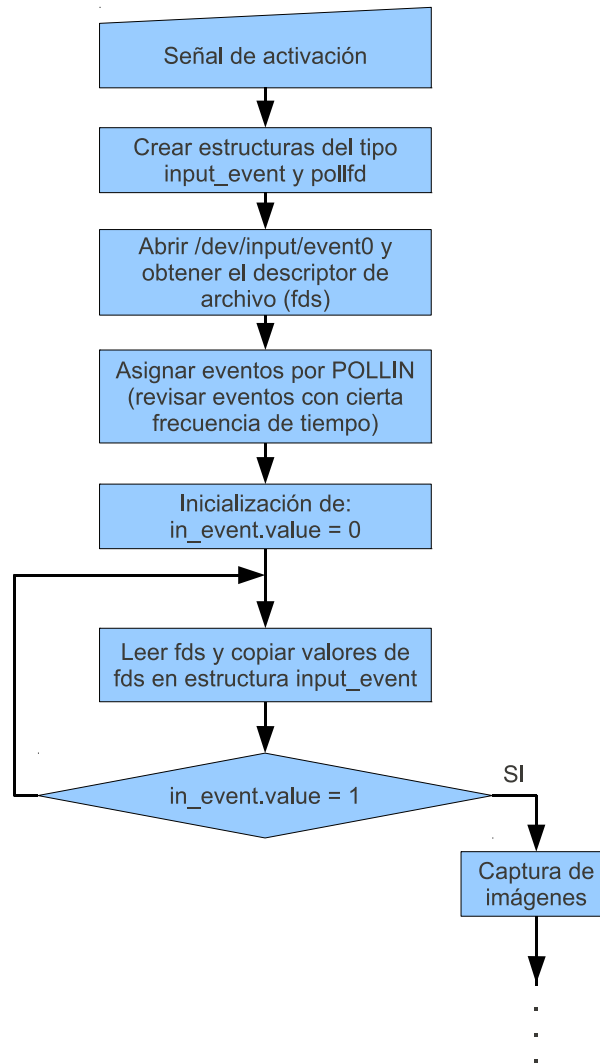 Señal de activación
Crear estructuras del tipo
input_event y pollfd
Abrir /dev/input/event0 y
obtener el descriptor de
archivo (fds)
Asignar eventos por POLLIN
(revisar eventos con cierta
frecuencia de tiempo)
Inicialización de:
in_event.value = 0
Leer fds y copiar valores de
fds en estructura input_event
in_event.value = 1
SI
Captura de
imágenes